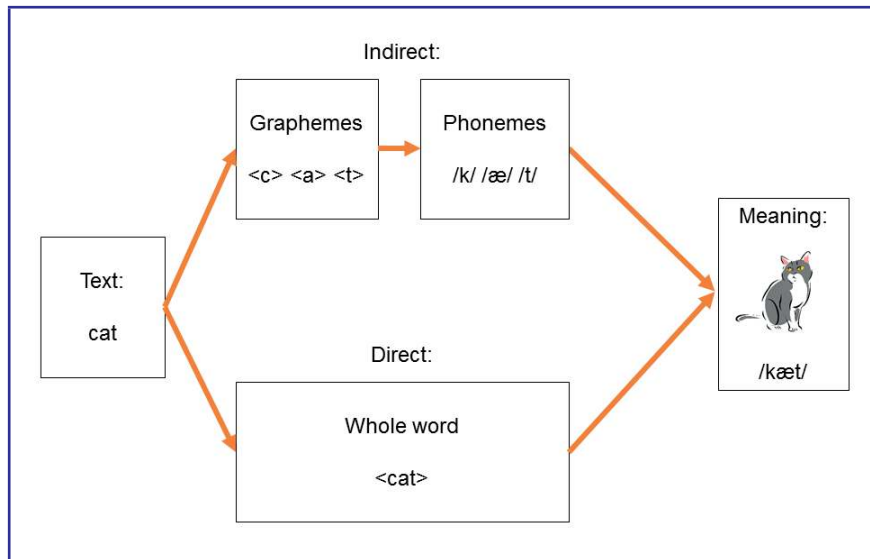 Indirect:
Graphemes
<c> <a> <t>
Phonemes
/k/ /æ/ /t/
Text:
cat
Direct:
Whole word
<cat>
Meaning:
/kæt/